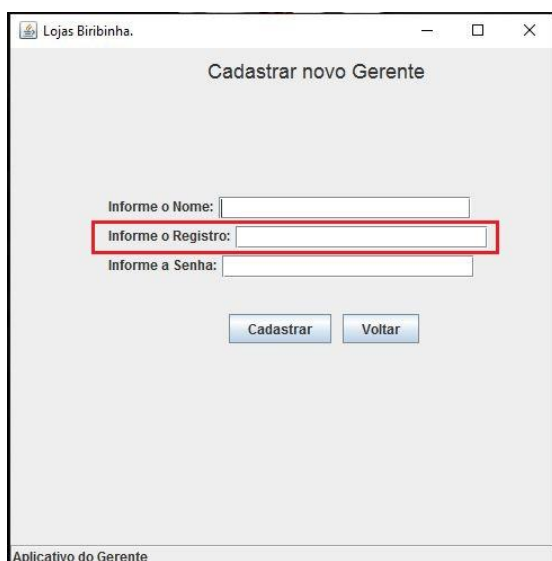 Lojas Biribinha.
Cadastrar novo Gerente
Informe o Nome:
Informe o Registro:
Informe a Senha:
Cadastrar Voltar
Aplicativo do Gerente